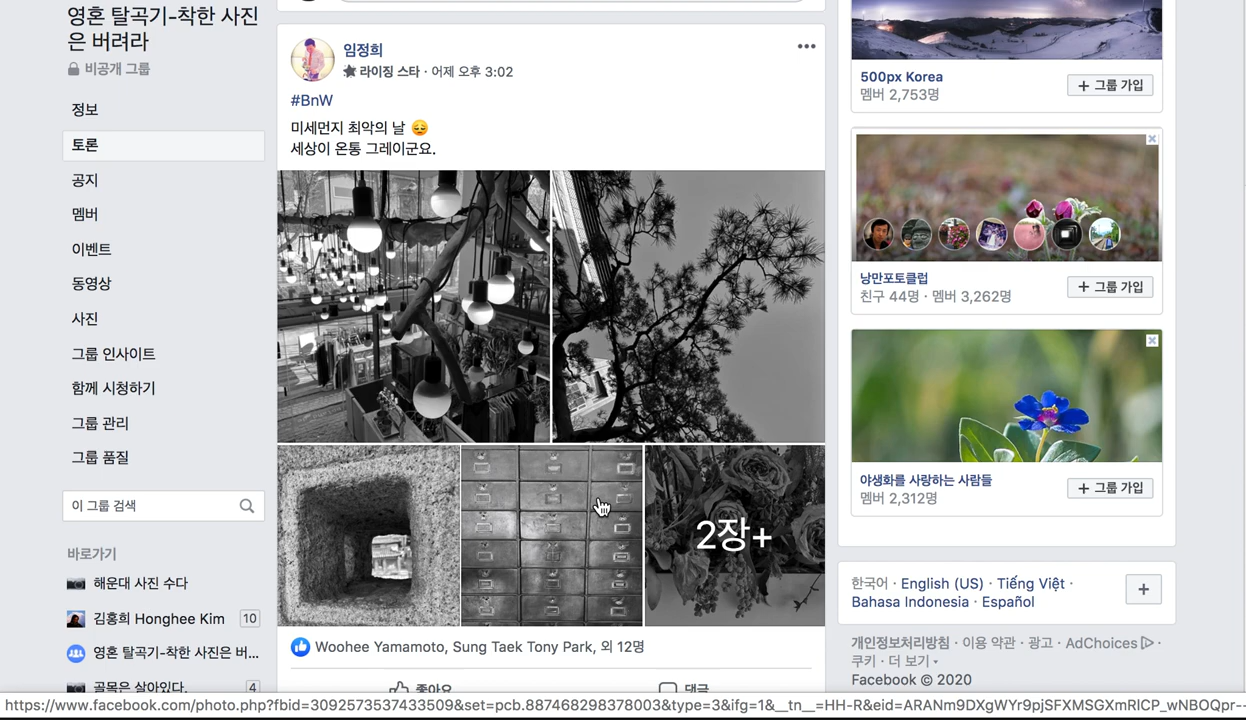 영혼 탈곡기-착한 사진
은 버려라
비공개 그룹
정보
토론
공지
멤버
이벤트
동영상
사진
그룹 인사이트
함께 시청하기
그룹 관리
그룹 품질
이 그룹 검색
바로가기
해운대 사진 수다
김홍희 Honghee Kim 10
영혼 탈곡기-착한 사진은 버...
골목은 살아있다. 4
임정희
라이징 스타 · 어제 오후 3:02
#BnW
미세먼지 최악의 날 😌
세상이 온통 그레이군요.
2장+
Woohee Yamamoto, Sung Taek Tony Park, 외 12명
좋아요 댓글
500px Korea
멤버 2,753명
+ 그룹 가입
낭만포토클럽
친구 44명 · 멤버 3,262명
+ 그룹 가입
야생화를 사랑하는 사람들
멤버 2,312명
+ 그룹 가입
한국어 · English (US) · Tiếng Việt ·
Bahasa Indonesia · Español
개인정보처리방침 · 이용 약관 · 광고 · AdChoices ·
쿠키 · 더 보기
Facebook © 2020
https://www.facebook.com/photo.php?fbid=3092573537433509&set=pcb.887468298378003&type=3&ifg=1&__tn__=HH-R&eid=ARANm9DXgWYr9pjSFXMSGXmRlCP_wNBOQpr--